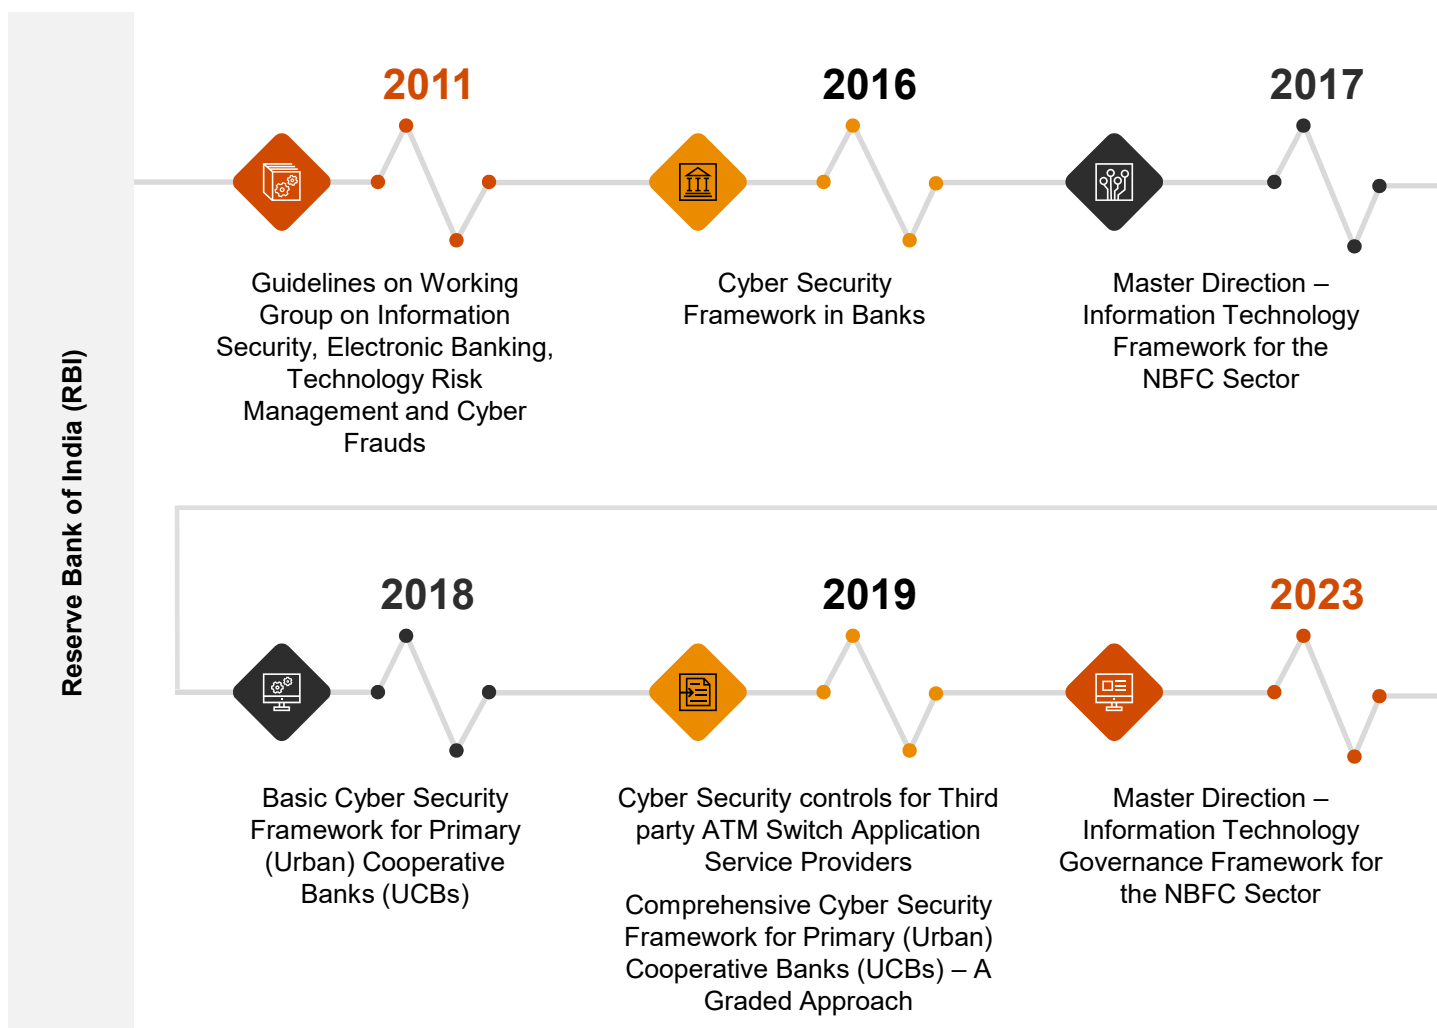 Reserve Bank of India (RBI)
2011
Guidelines on Working
Group on Information
Security, Electronic Banking,
Technology Risk
Management and Cyber
Frauds
2016
Cyber Security
Framework in Banks
2017
Master Direction –
Information Technology
Framework for the
NBFC Sector
2018
Basic Cyber Security
Framework for Primary
(Urban) Cooperative
Banks (UCBs)
2019
Cyber Security controls for Third
party ATM Switch Application
Service Providers
Comprehensive Cyber Security
Framework for Primary (Urban)
Cooperative Banks (UCBs) – A
Graded Approach
2023
Master Direction –
Information Technology
Governance Framework for
the NBFC Sector